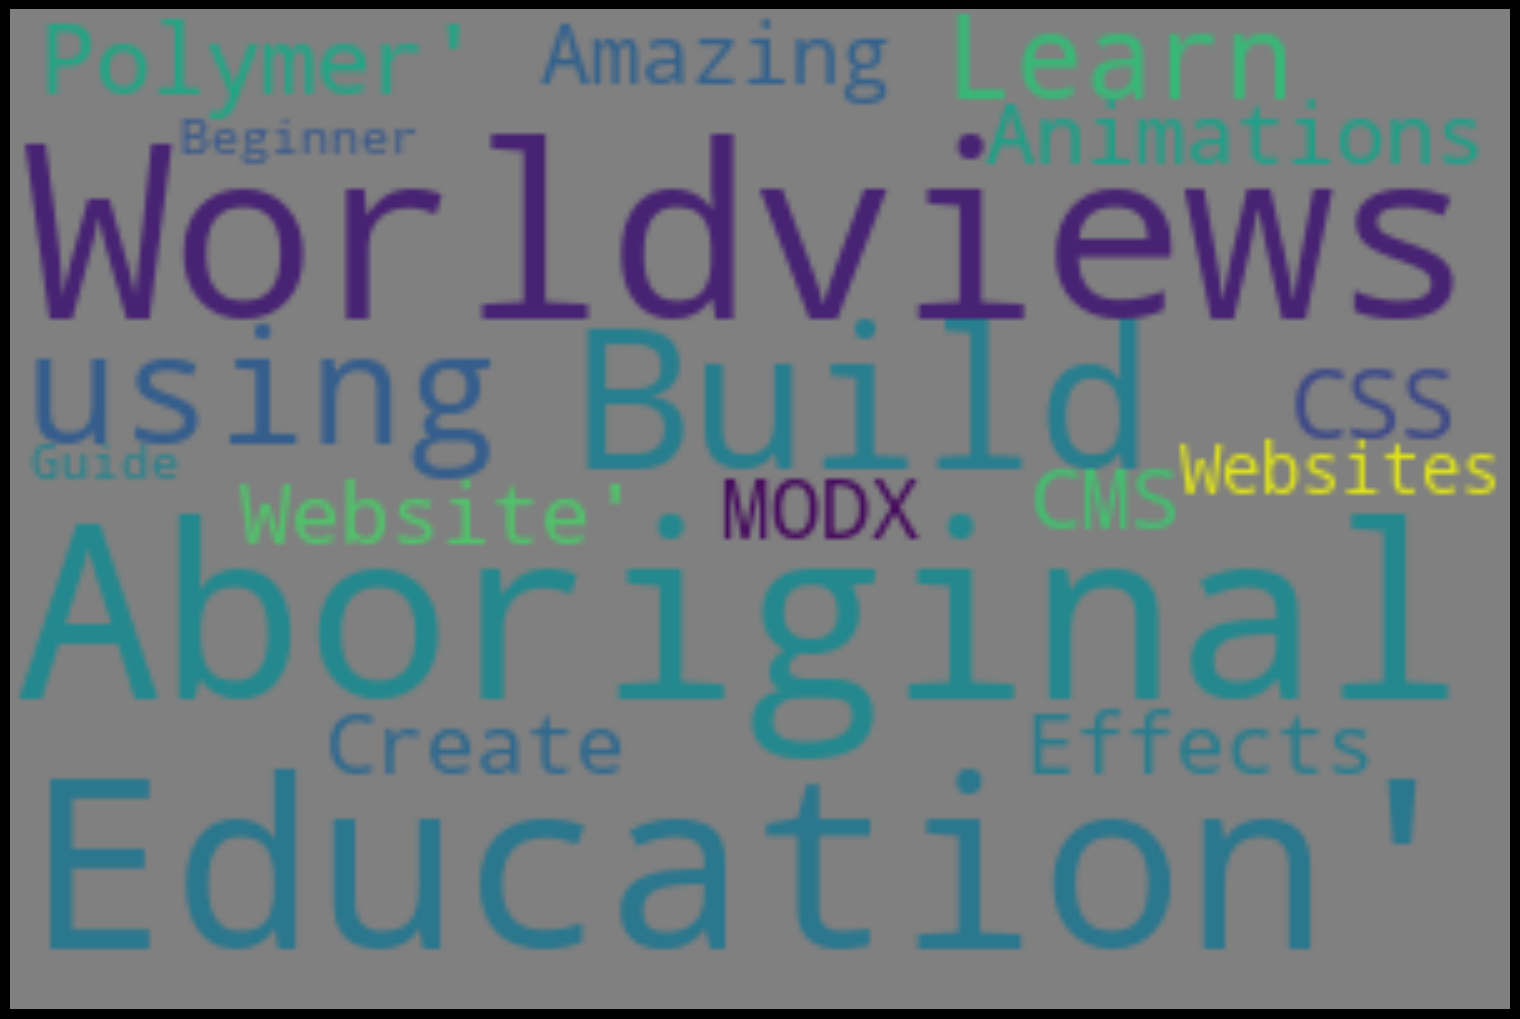 Polymer' Amazing Learn
Beginner Animations
Worldviews
using Build CSS
Guide Websites
Website' MODX CMS
Aboriginal
Create Effects
Education'